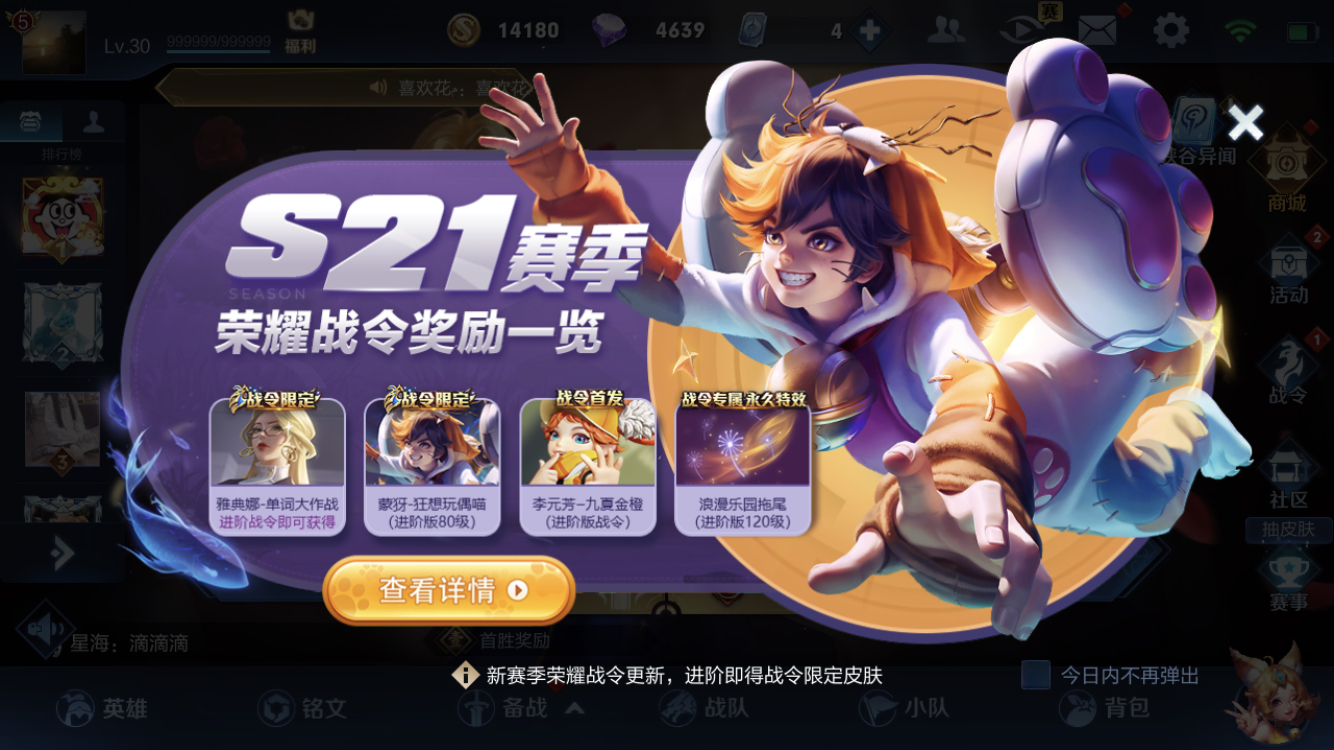 5
Lv.30
999999/999999
福利
14180
4639
4
赛
喜欢花
喜欢花
排行榜
1
2
3
谷异闻
商城
2
活动
1
战令
社区
抽皮肤
赛事
S21赛季
SEASON
荣耀战令奖励一览
战令限定
战令限定
战令首发
战令专属永久特效
雅典娜-单词大作战
进阶战令即可获得
蒙犽-狂想玩偶喵
(进阶版80级)
李元芳-九夏金橙
(进阶版战令)
浪漫乐园拖尾
(进阶版120级)
查看详情
星海：滴滴滴
首胜奖励
新赛季荣耀战令更新，进阶即得战令限定皮肤
今日内不再弹出
英雄
铭文
备战
战队
小队
背包